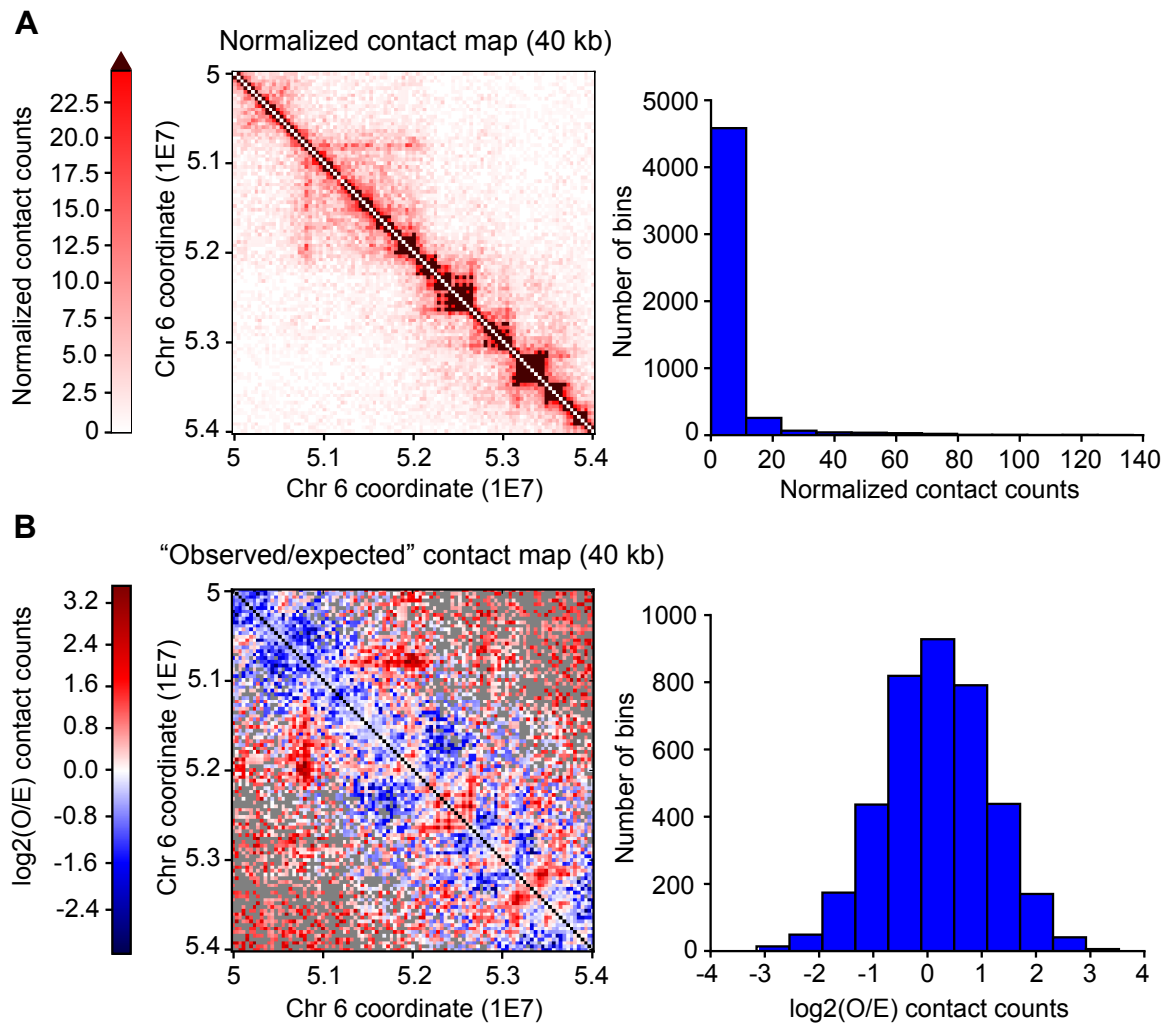 A
Normalized contact map (40 kb)
Normalized contact counts
22.5
20.0
17.5
15.0
12.5
10.0
7.5
5.0
2.5
0
Chr 6 coordinate (1E7)
5
5.1
5.2
5.3
5.4
5 5.1 5.2 5.3 5.4
Chr 6 coordinate (1E7)
Number of bins
5000
4000
3000
2000
1000
0
0 20 40 60 80 100 120 140
Normalized contact counts
B
“Observed/expected” contact map (40 kb)
log2(O/E) contact counts
3.2
2.4
1.6
0.8
0.0
-0.8
-1.6
-2.4
Chr 6 coordinate (1E7)
5
5.1
5.2
5.3
5.4
5 5.1 5.2 5.3 5.4
Chr 6 coordinate (1E7)
Number of bins
1000
800
600
400
200
0
-4 -3 -2 -1 0 1 2 3 4
log2(O/E) contact counts